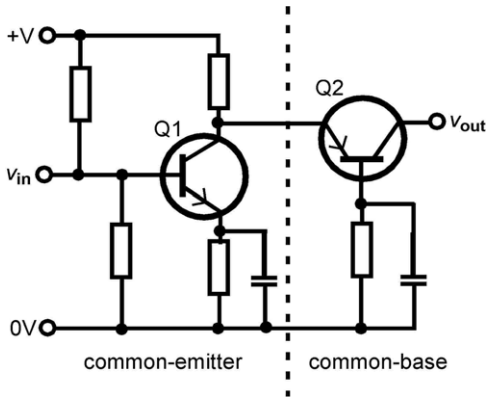 +V
Q1
Q2
vout
vin
0V
common-emitter
common-base